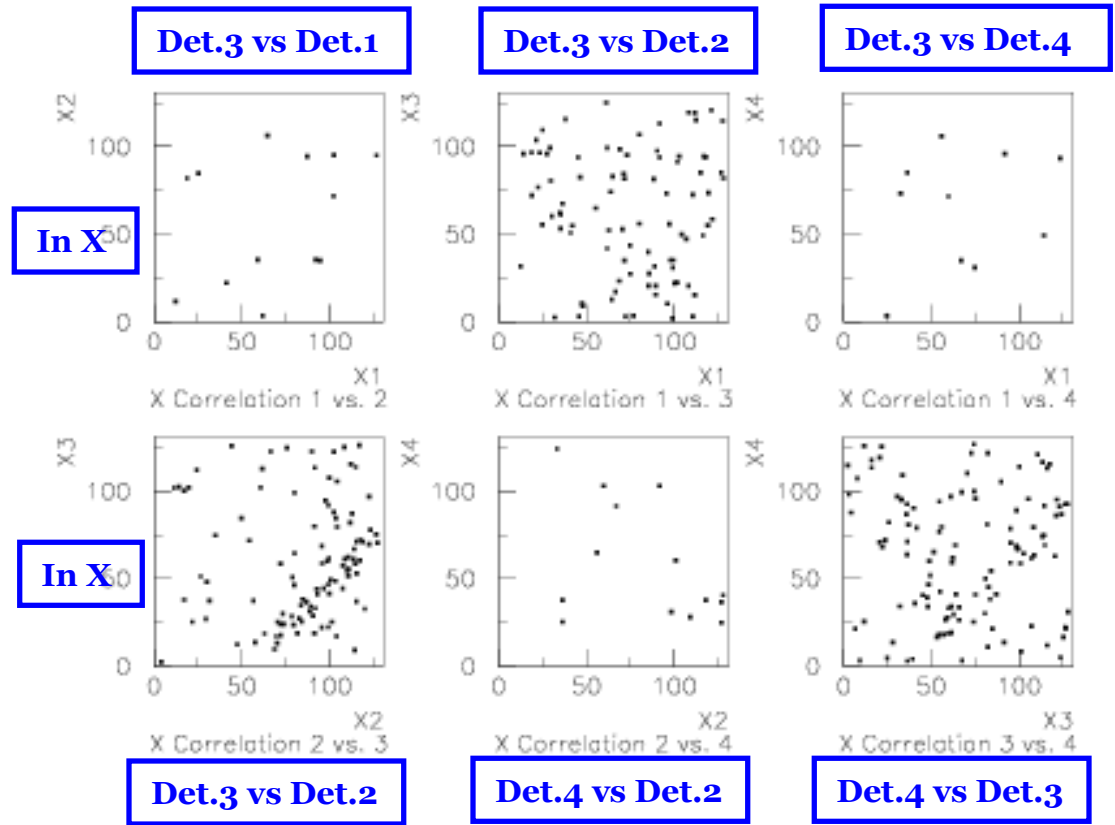 Det.3 vs Det.1
Det.3 vs Det.2
Det.3 vs Det.4
In X
X2
100
50
0
0
50
100
X1
X Correlation 1 vs. 2
X3
100
50
0
0
50
100
X1
X Correlation 1 vs. 3
X4
100
50
0
0
50
100
X1
X Correlation 1 vs. 4
In X
X3
100
50
0
0
50
100
X2
X Correlation 2 vs. 3
X4
100
50
0
0
50
100
X2
X Correlation 2 vs. 4
X4
100
50
0
0
50
100
X3
X Correlation 3 vs. 4
Det.3 vs Det.2
Det.4 vs Det.2
Det.4 vs Det.3